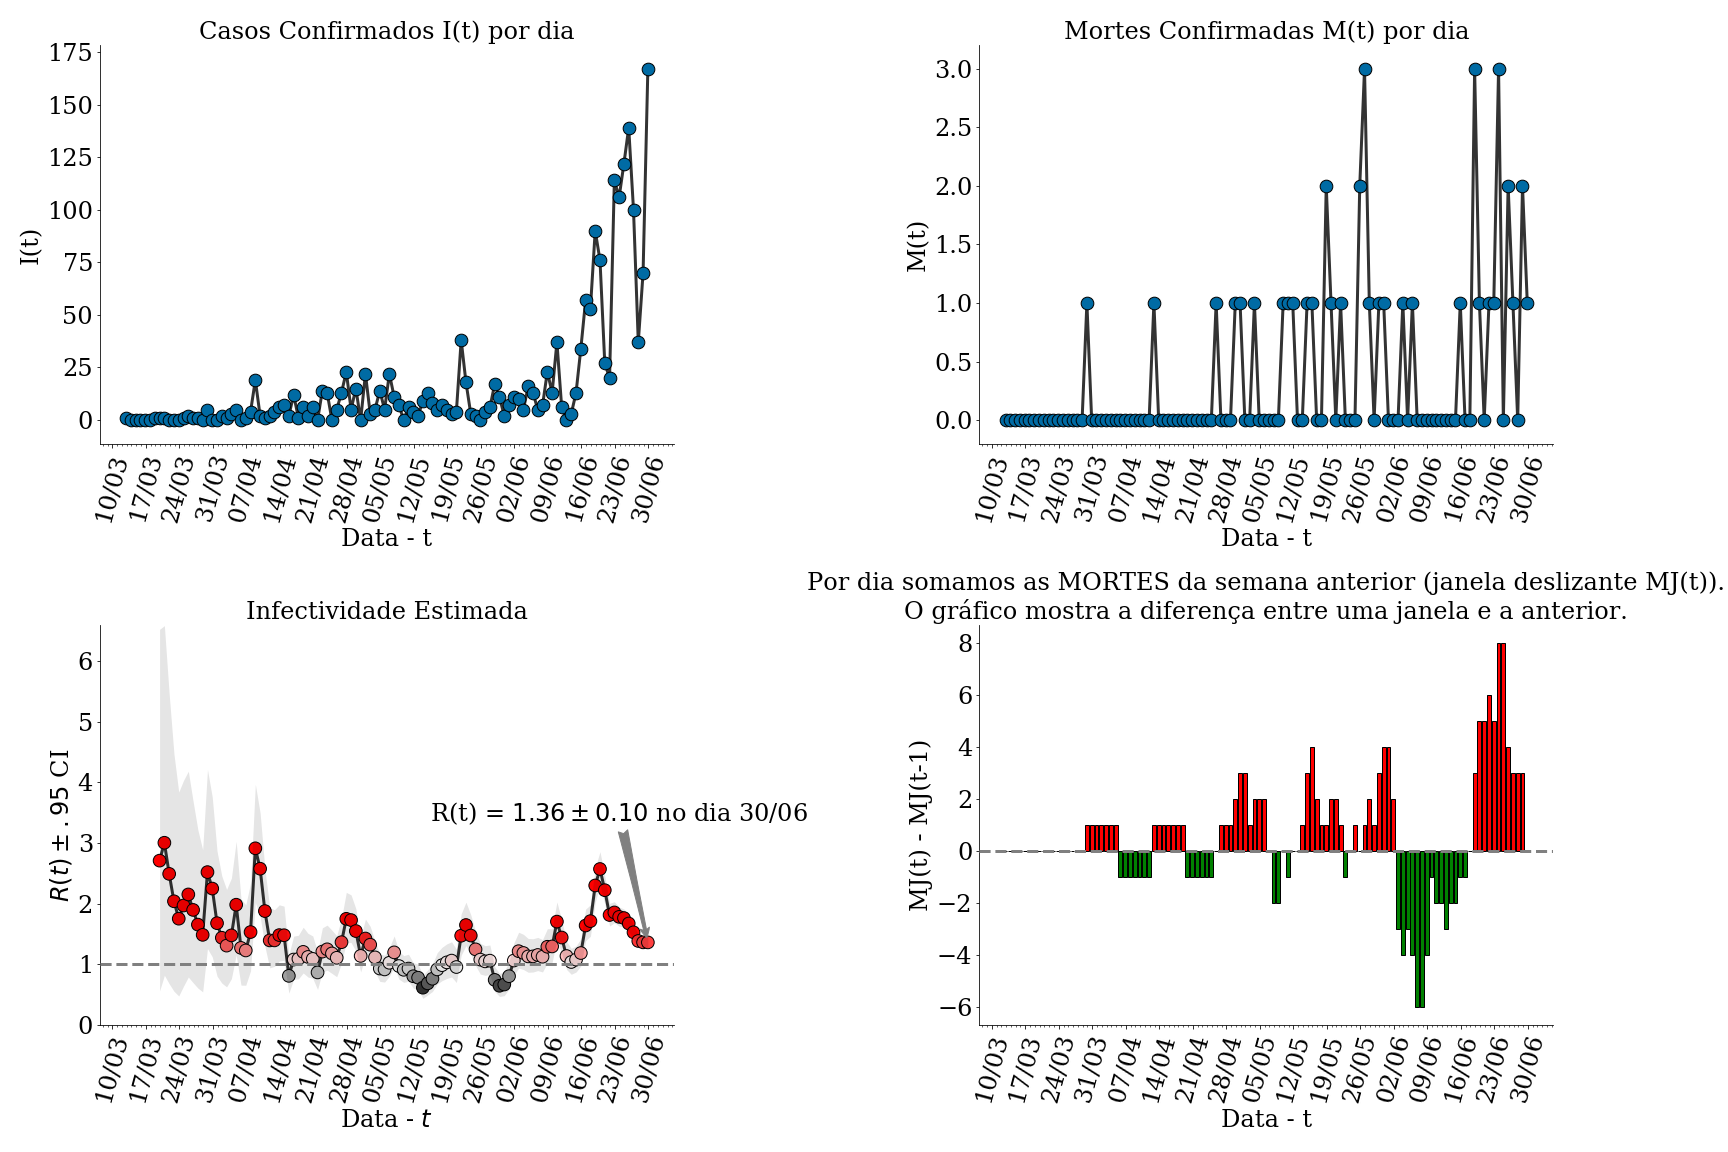 Casos Confirmados I(t) por dia
175
150
125
100
75
50
25
0
I(t)
10/03 17/03 24/03 31/03 07/04 14/04 21/04 28/04 05/05 12/05 19/05 26/05 02/06 09/06 16/06 23/06 30/06
Data - t
Mortes Confirmadas M(t) por dia
3.0
2.5
2.0
1.5
1.0
0.5
0.0
M(t)
10/03 17/03 24/03 31/03 07/04 14/04 21/04 28/04 05/05 12/05 19/05 26/05 02/06 09/06 16/06 23/06 30/06
Data - t
Infectividade Estimada
6
5
4
3
2
1
0
R(t) ± .95 CI
R(t) = 1.36 ± 0.10 no dia 30/06
10/03 17/03 24/03 31/03 07/04 14/04 21/04 28/04 05/05 12/05 19/05 26/05 02/06 09/06 16/06 23/06 30/06
Data - t
Por dia somamos as MORTES da semana anterior (janela deslizante MJ(t)).
O gráfico mostra a diferença entre uma janela e a anterior.
8
6
4
2
0
−2
−4
−6
MJ(t) - MJ(t-1)
10/03 17/03 24/03 31/03 07/04 14/04 21/04 28/04 05/05 12/05 19/05 26/05 02/06 09/06 16/06 23/06 30/06
Data - t